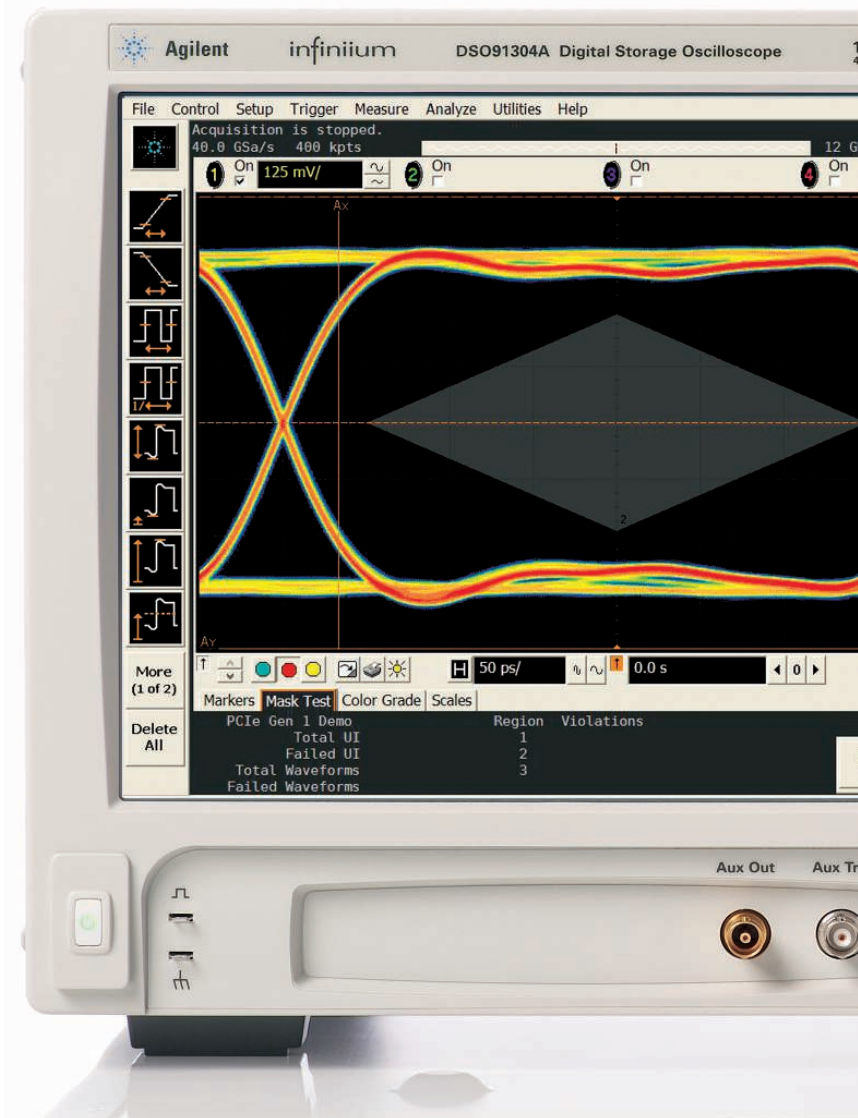 Agilent infiniium DSO91304A Digital Storage Oscilloscope
File Control Setup Trigger Measure Analyze Utilities Help
Acquisition is stopped.
40.0 GSa/s 400 kpts 12 G
1 On 125 mV/ 2 On 3 On 4 On
Ax
2
Ay
More
(1 of 2)
Delete
All
H 50 ps/ 0.0 s 0
Markers Mask Test Color Grade Scales
PCIe Gen 1 Demo Region Violations
Total UI 1
Failed UI 2
Total Waveforms 3
Failed Waveforms
Aux Out Aux Tr